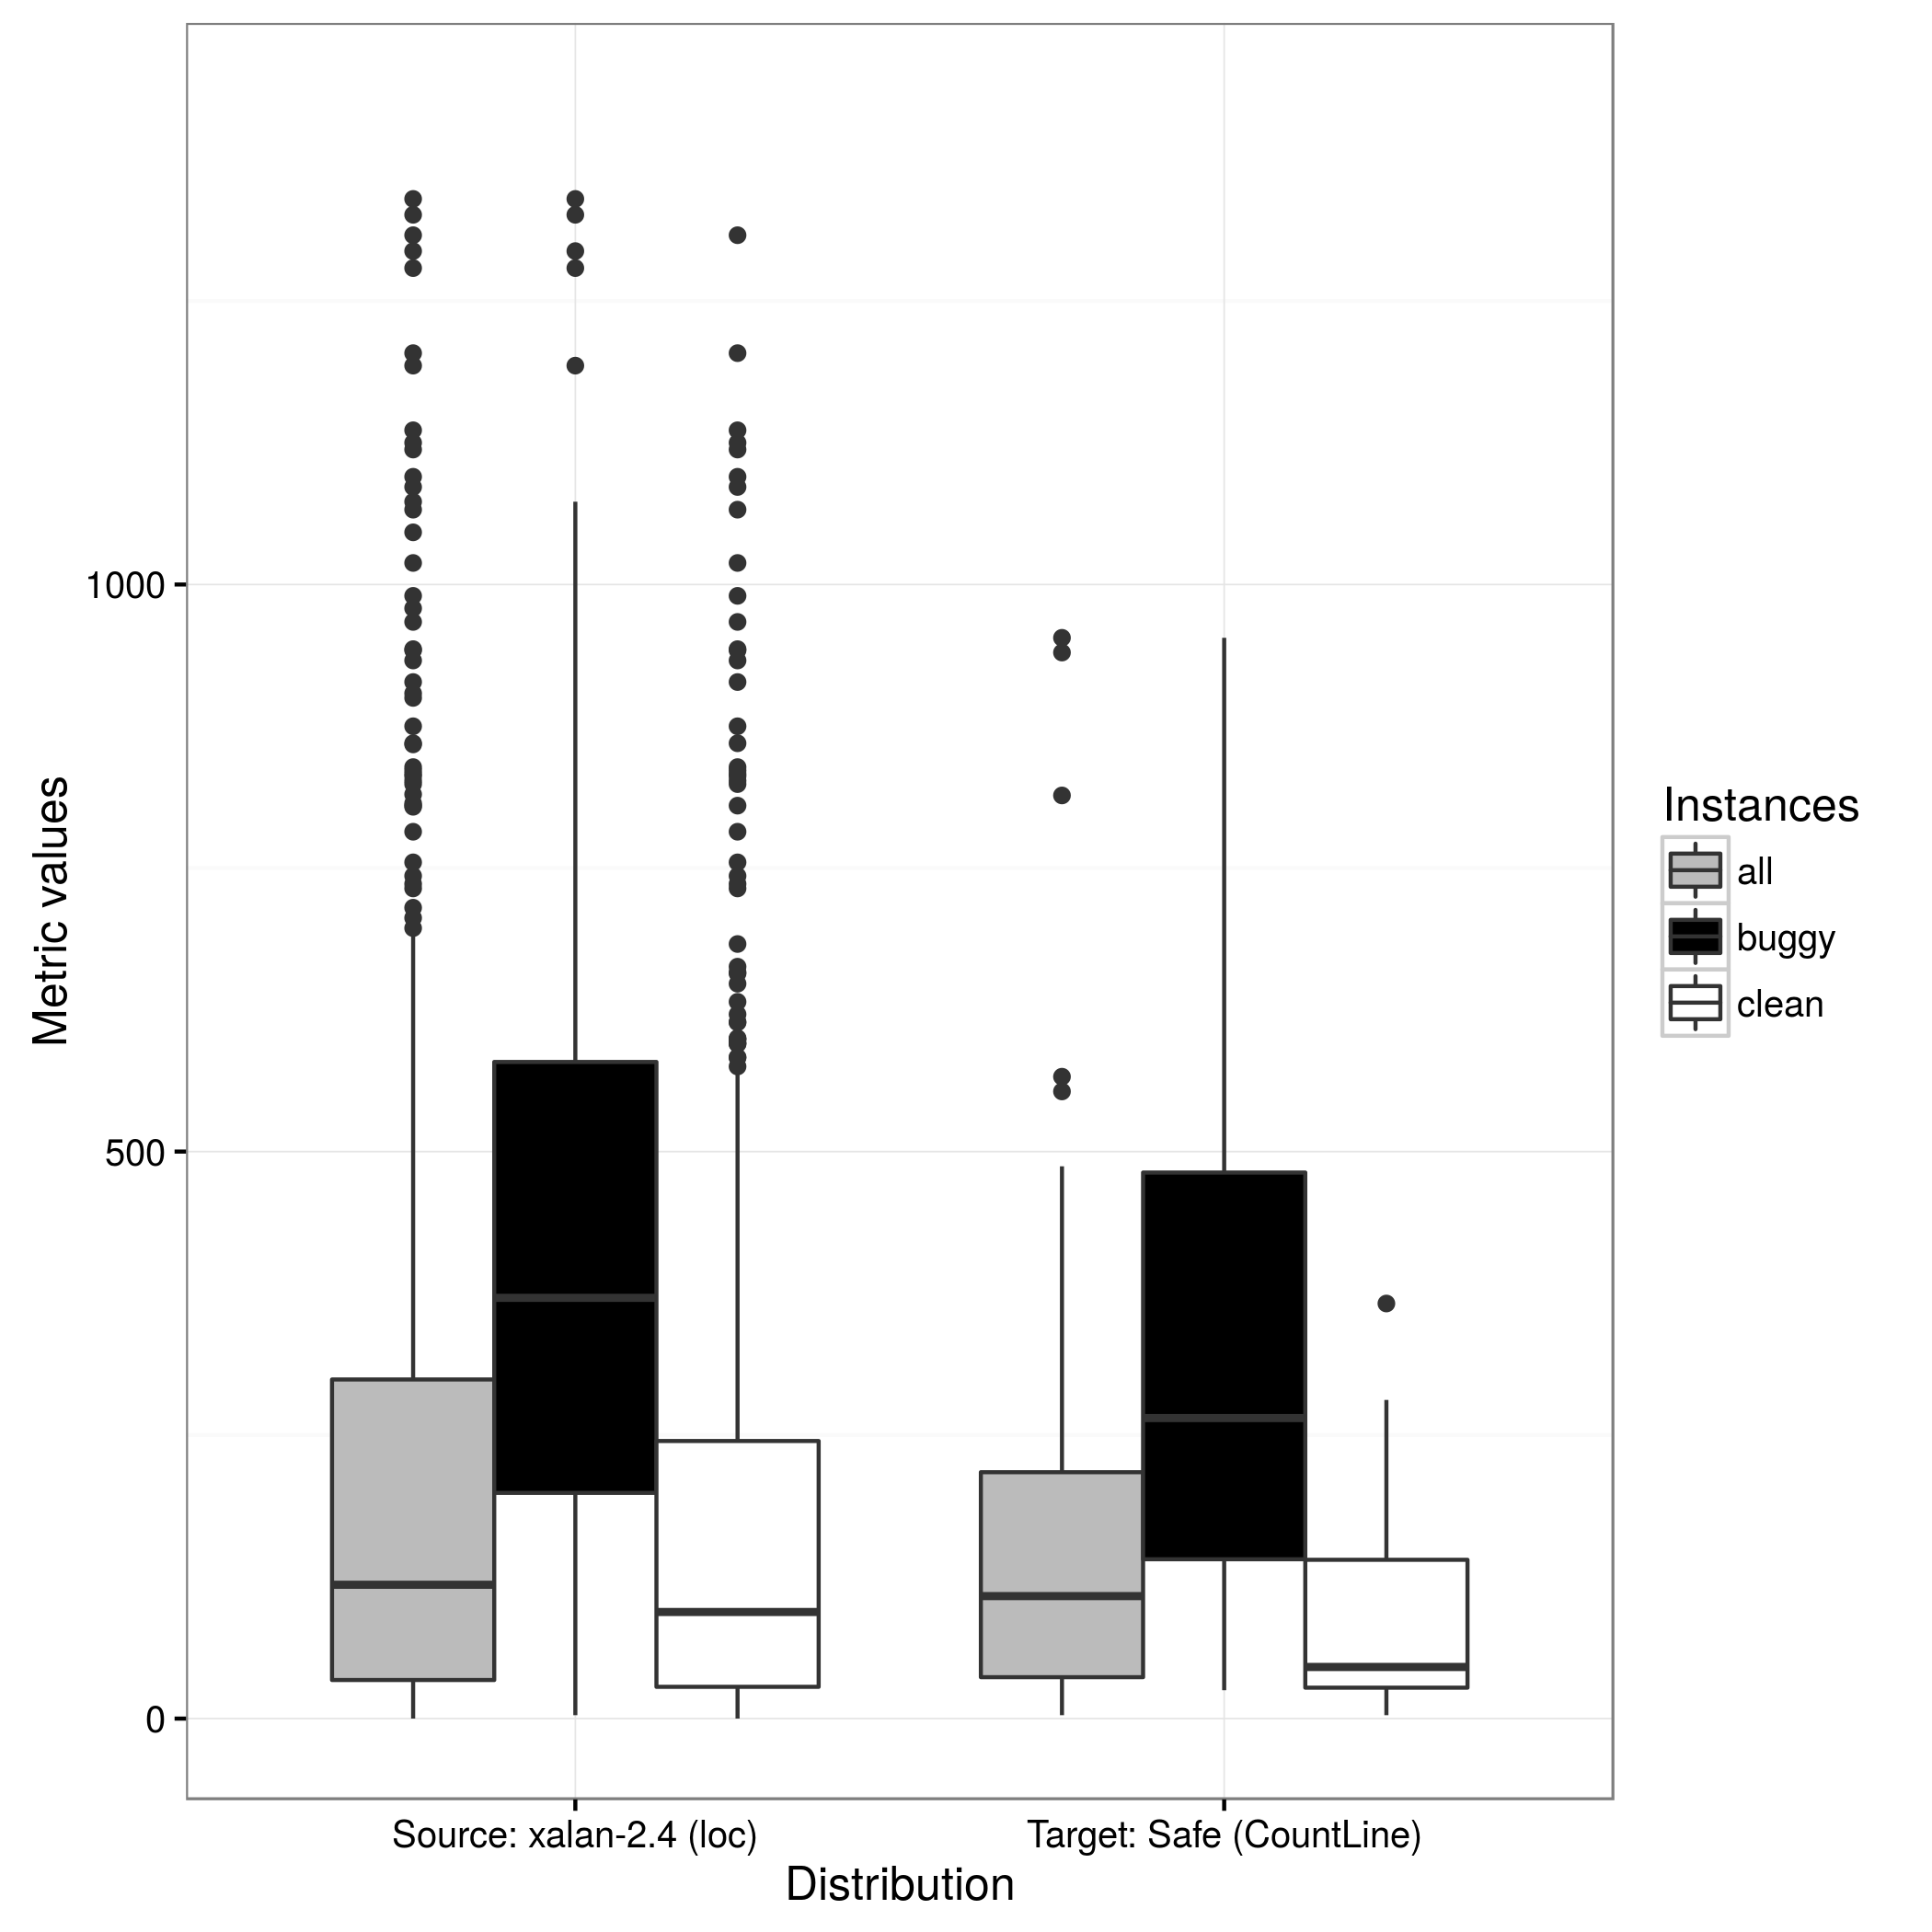 Metric values
1000
500
0
Source: xalan-2.4 (loc)
Target: Safe (CountLine)
Distribution
Instances
all
buggy
clean